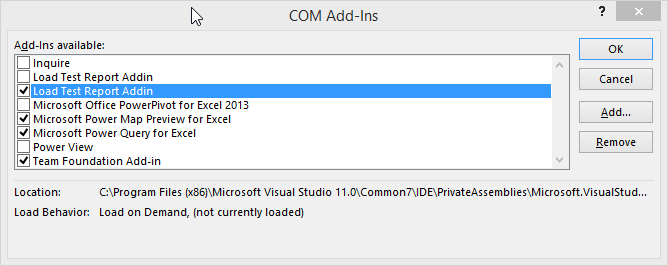 COM Add-Ins
?
Add-Ins available:
Inquire
Load Test Report Addin
Load Test Report Addin
Microsoft Office PowerPivot for Excel 2013
Microsoft Power Map Preview for Excel
Microsoft Power Query for Excel
Power View
Team Foundation Add-in
OK
Cancel
Add...
Remove
Location: C:\Program Files (x86)\Microsoft Visual Studio 11.0\Common7\IDE\PrivateAssemblies\Microsoft.VisualStud...
Load Behavior: Load on Demand, (not currently loaded)